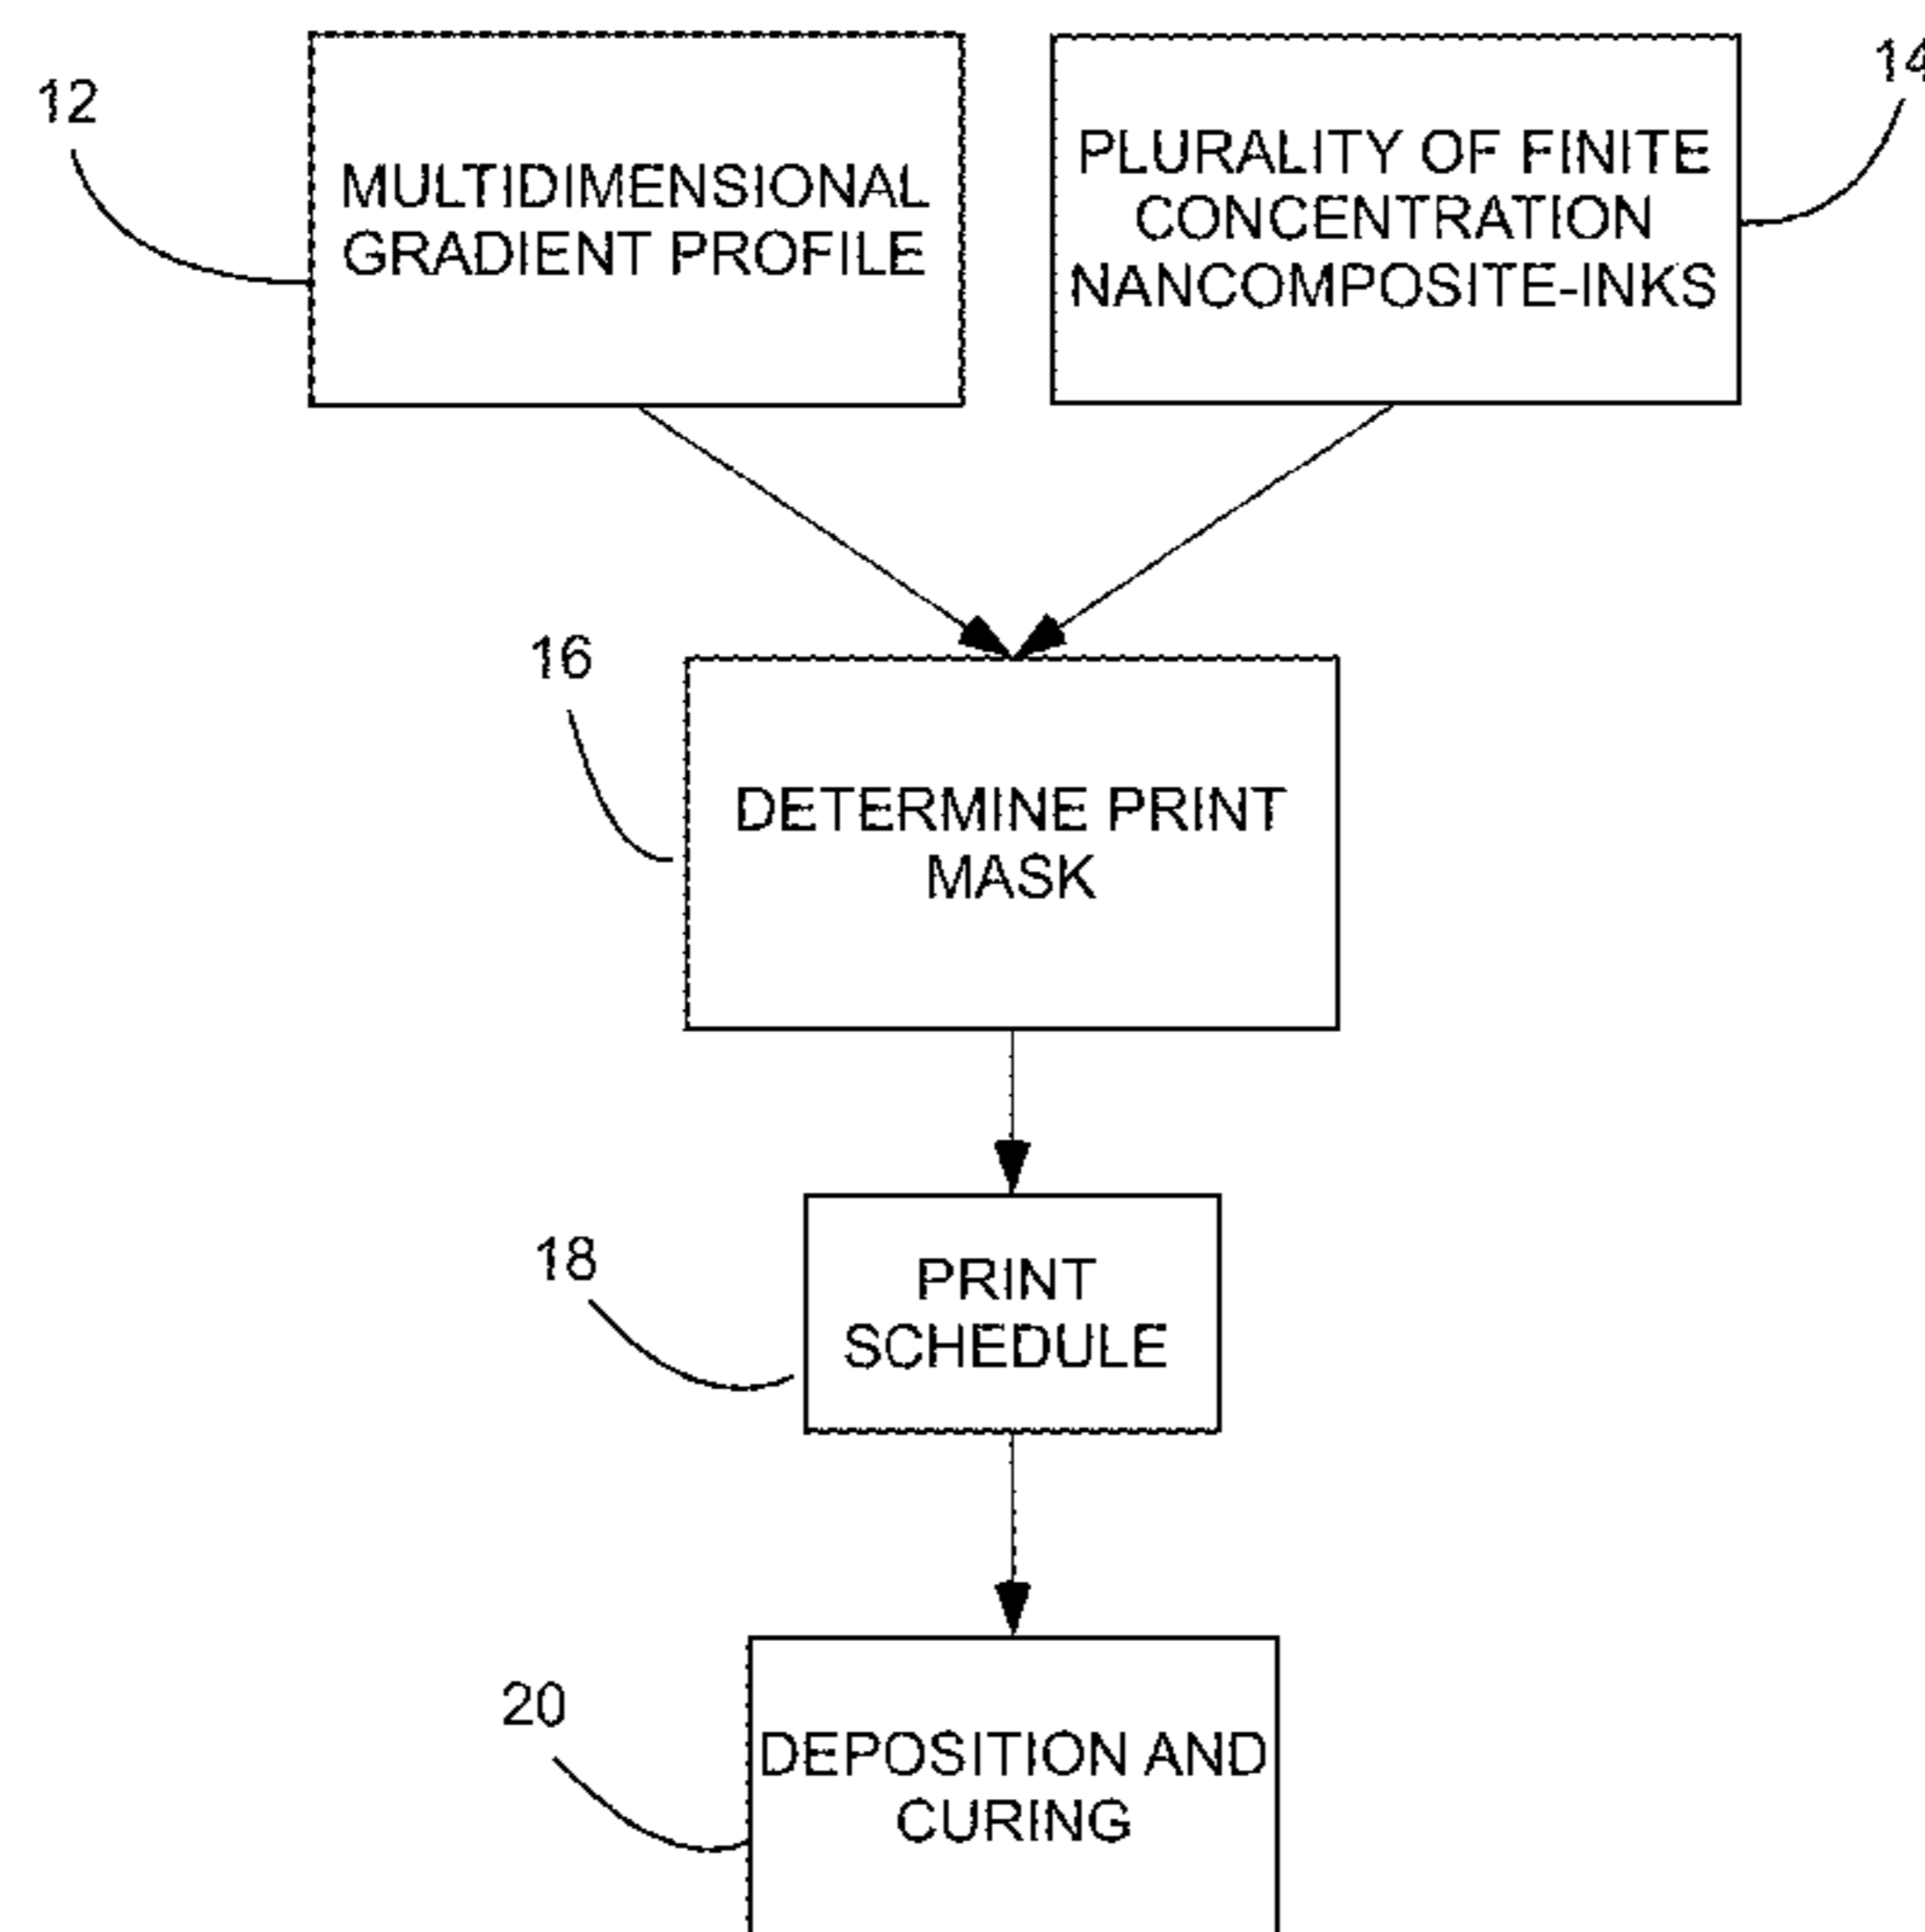 12
MULTIDIMENSIONAL
GRADIENT PROFILE
PLURALITY OF FINITE
CONCENTRATION
NANCOMPOSITE-INKS
14
16
DETERMINE PRINT
MASK
18
PRINT
SCHEDULE
20
DEPOSITION AND
CURING